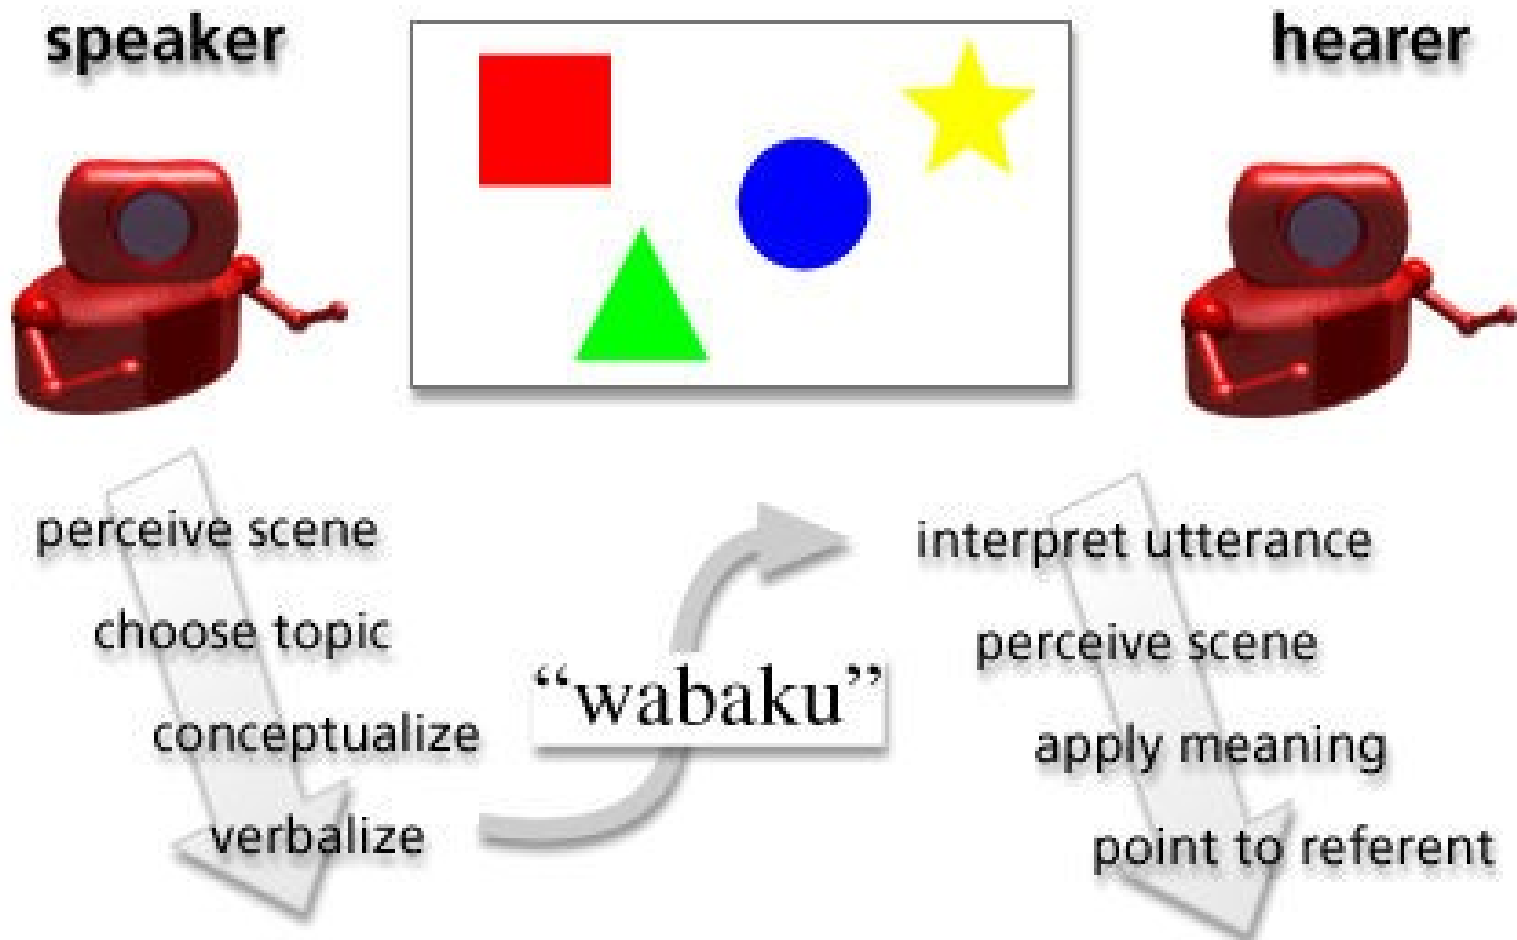 speaker
hearer
perceive scene
choose topic
conceptualize
verbalize
“wabaku”
interpret utterance
perceive scene
apply meaning
point to referent